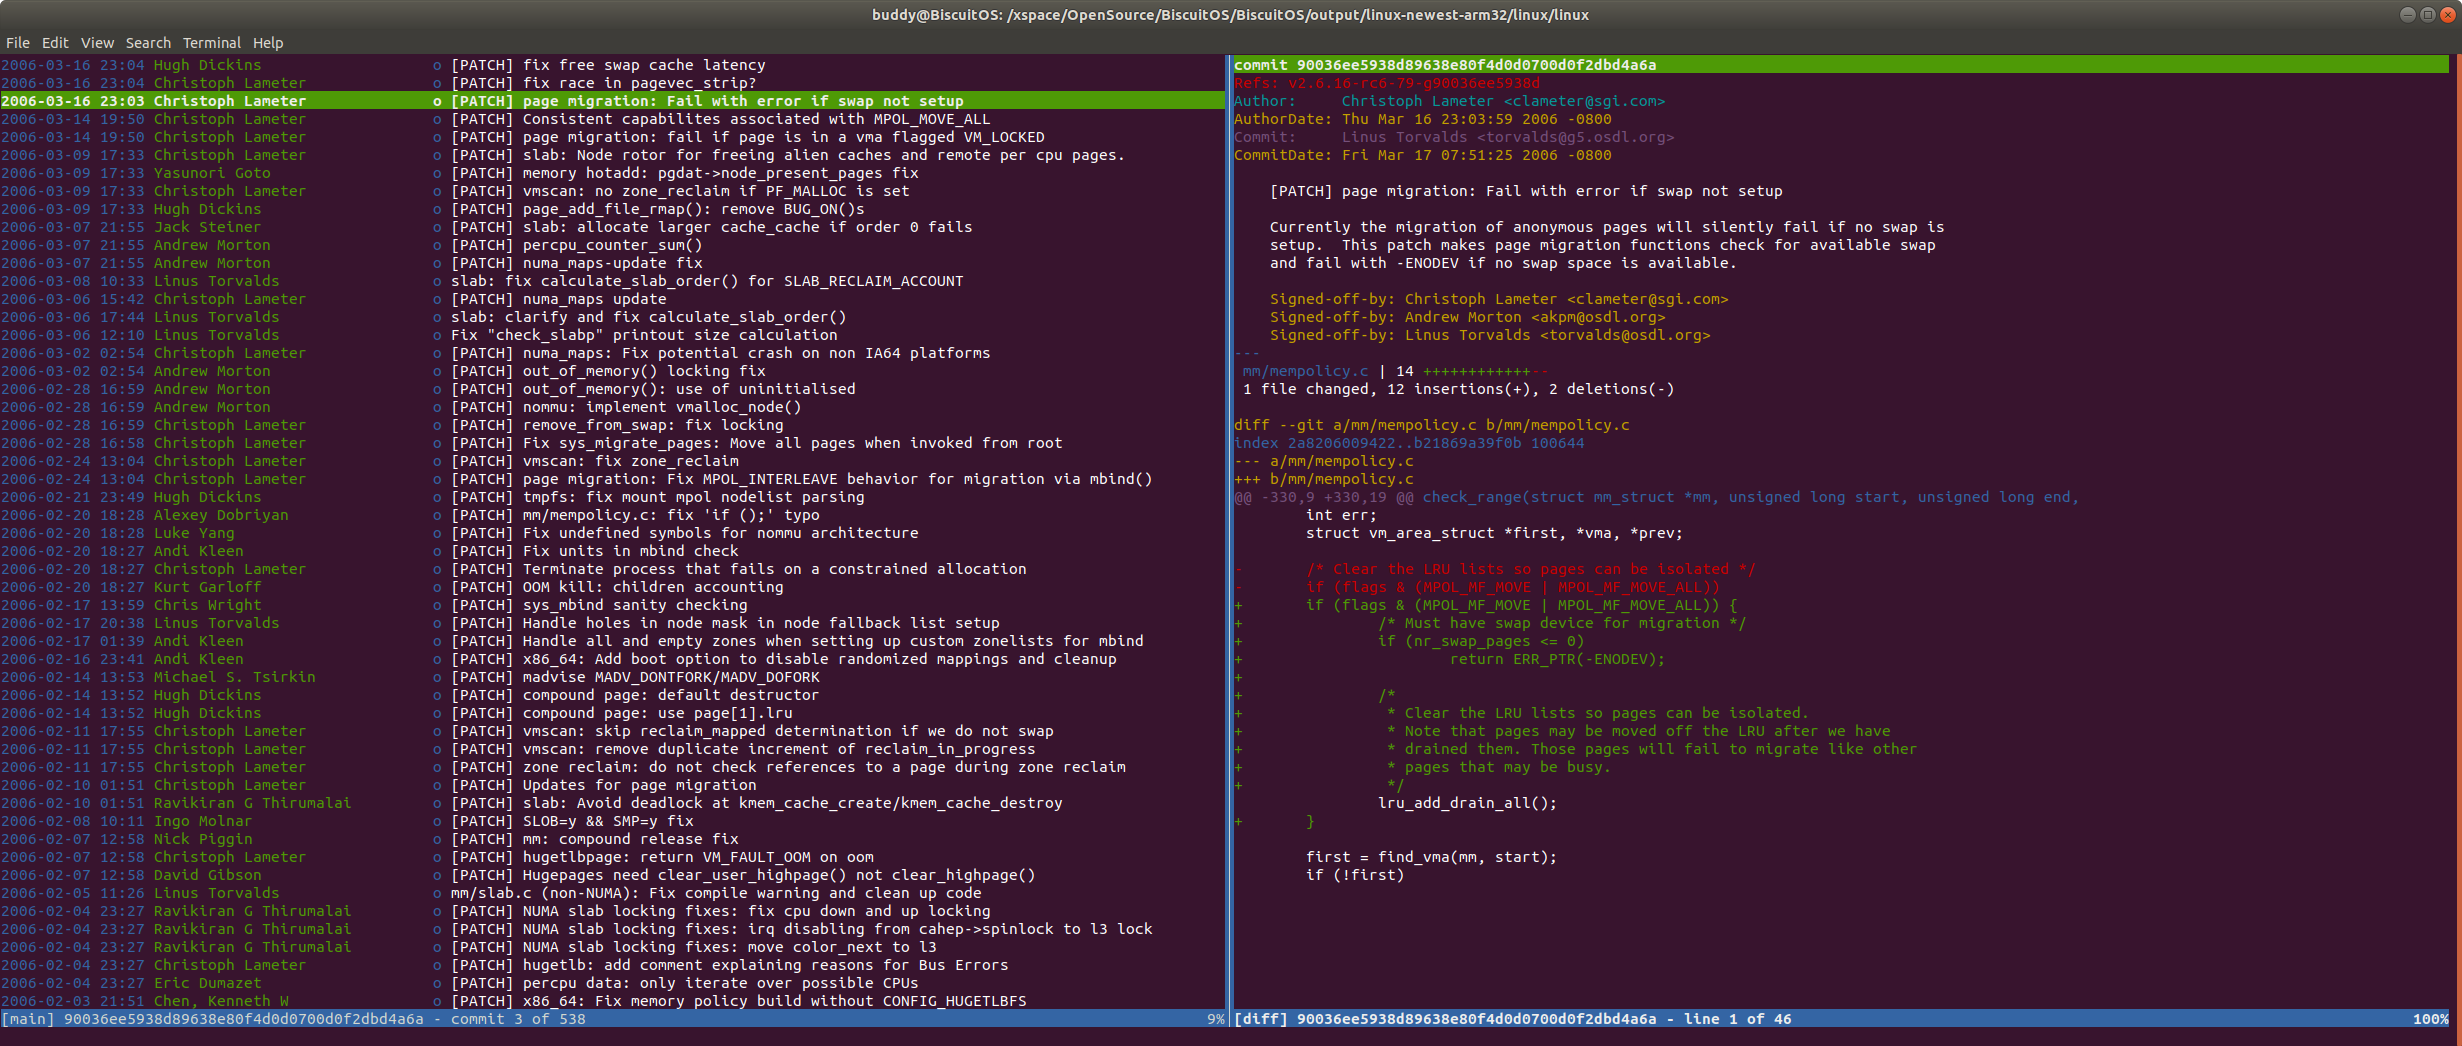 buddy@BiscuitOS: /xspace/OpenSource/BiscuitOS/BiscuitOS/output/linux-newest-arm32/linux/linux
File Edit View Search Terminal Help
2006-03-16 23:04 Hugh Dickins o [PATCH] fix free swap cache latency
2006-03-16 23:04 Christoph Lameter o [PATCH] fix race in pagevec_strip?
2006-03-16 23:03 Christoph Lameter o [PATCH] page migration: Fail with error if swap not setup
2006-03-14 19:50 Christoph Lameter o [PATCH] Consistent capabilites associated with MPOL_MOVE_ALL
2006-03-14 19:50 Christoph Lameter o [PATCH] page migration: fail if page is in a vma flagged VM_LOCKED
2006-03-09 17:33 Christoph Lameter o [PATCH] slab: Node rotor for freeing alien caches and remote per cpu pages.
2006-03-09 17:33 Yasunori Goto o [PATCH] memory hotadd: pgdat->node_present_pages fix
2006-03-09 17:33 Christoph Lameter o [PATCH] vmscan: no zone_reclaim if PF_MALLOC is set
2006-03-09 17:33 Hugh Dickins o [PATCH] page_add_file_rmap(): remove BUG_ON()s
2006-03-07 21:55 Jack Steiner o [PATCH] slab: allocate larger cache_cache if order 0 fails
2006-03-07 21:55 Andrew Morton o [PATCH] percpu_counter_sum()
2006-03-07 21:55 Andrew Morton o [PATCH] numa_maps-update fix
2006-03-08 10:33 Linus Torvalds o slab: fix calculate_slab_order() for SLAB_RECLAIM_ACCOUNT
2006-03-06 15:42 Christoph Lameter o [PATCH] numa_maps update
2006-03-06 17:44 Linus Torvalds o slab: clarify and fix calculate_slab_order()
2006-03-06 12:10 Linus Torvalds o Fix "check_slabp" printout size calculation
2006-03-02 02:54 Christoph Lameter o [PATCH] numa_maps: Fix potential crash on non IA64 platforms
2006-03-02 02:54 Andrew Morton o [PATCH] out_of_memory() locking fix
2006-02-28 16:59 Andrew Morton o [PATCH] out_of_memory(): use of uninitialised
2006-02-28 16:59 Andrew Morton o [PATCH] nommu: implement vmalloc_node()
2006-02-28 16:59 Christoph Lameter o [PATCH] remove_from_swap: fix locking
2006-02-28 16:58 Christoph Lameter o [PATCH] Fix sys_migrate_pages: Move all pages when invoked from root
2006-02-24 13:04 Christoph Lameter o [PATCH] vmscan: fix zone_reclaim
2006-02-24 13:04 Christoph Lameter o [PATCH] page migration: Fix MPOL_INTERLEAVE behavior for migration via mbind()
2006-02-21 23:49 Hugh Dickins o [PATCH] tmpfs: fix mount mpol nodelist parsing
2006-02-20 18:28 Alexey Dobriyan o [PATCH] mm/mempolicy.c: fix 'if ();' typo
2006-02-20 18:28 Luke Yang o [PATCH] Fix undefined symbols for nommu architecture
2006-02-20 18:27 Andi Kleen o [PATCH] Fix units in mbind check
2006-02-20 18:27 Christoph Lameter o [PATCH] Terminate process that fails on a constrained allocation
2006-02-20 18:27 Kurt Garloff o [PATCH] OOM kill: children accounting
2006-02-17 13:59 Chris Wright o [PATCH] sys_mbind sanity checking
2006-02-17 20:38 Linus Torvalds o [PATCH] Handle holes in node mask in node fallback list setup
2006-02-17 01:39 Andi Kleen o [PATCH] Handle all and empty zones when setting up custom zonelists for mbind
2006-02-16 23:41 Andi Kleen o [PATCH] x86_64: Add boot option to disable randomized mappings and cleanup
2006-02-14 13:53 Michael S. Tsirkin o [PATCH] madvise MADV_DONTFORK/MADV_DOFORK
2006-02-14 13:52 Hugh Dickins o [PATCH] compound page: default destructor
2006-02-14 13:52 Hugh Dickins o [PATCH] compound page: use page[1].lru
2006-02-11 17:55 Christoph Lameter o [PATCH] vmscan: skip reclaim_mapped determination if we do not swap
2006-02-11 17:55 Christoph Lameter o [PATCH] vmscan: remove duplicate increment of reclaim_in_progress
2006-02-11 17:55 Christoph Lameter o [PATCH] zone reclaim: do not check references to a page during zone reclaim
2006-02-10 01:51 Christoph Lameter o [PATCH] Updates for page migration
2006-02-10 01:51 Ravikiran G Thirumalai o [PATCH] slab: Avoid deadlock at kmem_cache_create/kmem_cache_destroy
2006-02-08 10:11 Ingo Molnar o [PATCH] SLOB=y && SMP=y fix
2006-02-07 12:58 Nick Piggin o [PATCH] mm: compound release fix
2006-02-07 12:58 Christoph Lameter o [PATCH] hugetlbpage: return VM_FAULT_OOM on oom
2006-02-07 12:58 David Gibson o [PATCH] Hugepages need clear_user_highpage() not clear_highpage()
2006-02-05 11:26 Linus Torvalds o mm/slab.c (non-NUMA): Fix compile warning and clean up code
2006-02-04 23:27 Ravikiran G Thirumalai o [PATCH] NUMA slab locking fixes: fix cpu down and up locking
2006-02-04 23:27 Ravikiran G Thirumalai o [PATCH] NUMA slab locking fixes: irq disabling from cahep->spinlock to l3 lock
2006-02-04 23:27 Ravikiran G Thirumalai o [PATCH] NUMA slab locking fixes: move color_next to l3
2006-02-04 23:27 Christoph Lameter o [PATCH] hugetlb: add comment explaining reasons for Bus Errors
2006-02-04 23:27 Eric Dumazet o [PATCH] percpu data: only iterate over possible CPUs
2006-02-03 21:51 Chen, Kenneth W o [PATCH] x86_64: Fix memory policy build without CONFIG_HUGETLBFS
[main] 90036ee5938d89638e80f4d0d0700d0f2dbd4a6a - commit 3 of 538 9%
commit 90036ee5938d89638e80f4d0d0700d0f2dbd4a6a
Refs: v2.6.16-rc6-79-g90036ee5938d
Author: Christoph Lameter <clameter@sgi.com>
AuthorDate: Thu Mar 16 23:03:59 2006 -0800
Commit: Linus Torvalds <torvalds@g5.osdl.org>
CommitDate: Fri Mar 17 07:51:25 2006 -0800
[PATCH] page migration: Fail with error if swap not setup
Currently the migration of anonymous pages will silently fail if no swap is
setup. This patch makes page migration functions check for available swap
and fail with -ENODEV if no swap space is available.
Signed-off-by: Christoph Lameter <clameter@sgi.com>
Signed-off-by: Andrew Morton <akpm@osdl.org>
Signed-off-by: Linus Torvalds <torvalds@osdl.org>
---
mm/mempolicy.c | 14 ++++++++++++--
1 file changed, 12 insertions(+), 2 deletions(-)
diff --git a/mm/mempolicy.c b/mm/mempolicy.c
index 2a8206009422..b21869a39f0b 100644
--- a/mm/mempolicy.c
+++ b/mm/mempolicy.c
@@ -330,9 +330,19 @@ check_range(struct mm_struct *mm, unsigned long start, unsigned long end,
int err;
struct vm_area_struct *first, *vma, *prev;
- /* Clear the LRU lists so pages can be isolated */
- if (flags & (MPOL_MF_MOVE | MPOL_MF_MOVE_ALL))
+ if (flags & (MPOL_MF_MOVE | MPOL_MF_MOVE_ALL)) {
+ /* Must have swap device for migration */
+ if (nr_swap_pages <= 0)
+ return ERR_PTR(-ENODEV);
+
+ /*
+ * Clear the LRU lists so pages can be isolated.
+ * Note that pages may be moved off the LRU after we have
+ * drained them. Those pages will fail to migrate like other
+ * pages that may be busy.
+ */
lru_add_drain_all();
+ }
first = find_vma(mm, start);
if (!first)
[diff] 90036ee5938d89638e80f4d0d0700d0f2dbd4a6a - line 1 of 46 100%